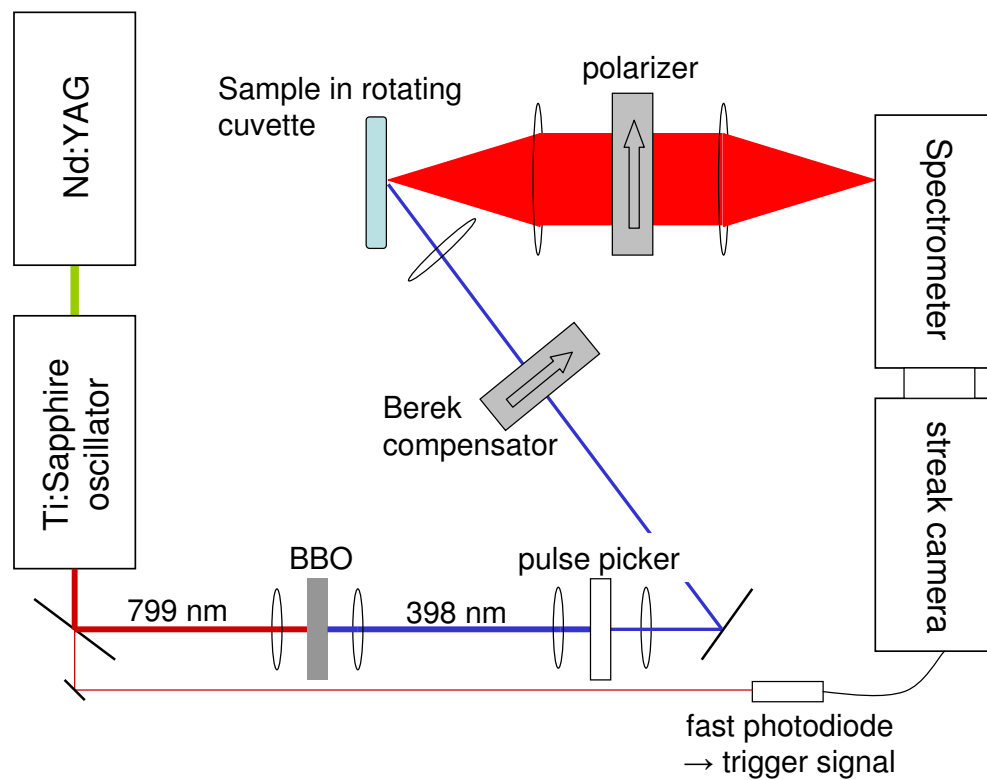 Nd:YAG
Ti:Sapphire
oscillator
Sample in rotating
cuvette
polarizer
Spectrometer
streak camera
Berek
compensator
BBO
pulse picker
799 nm
398 nm
fast photodiode
→ trigger signal